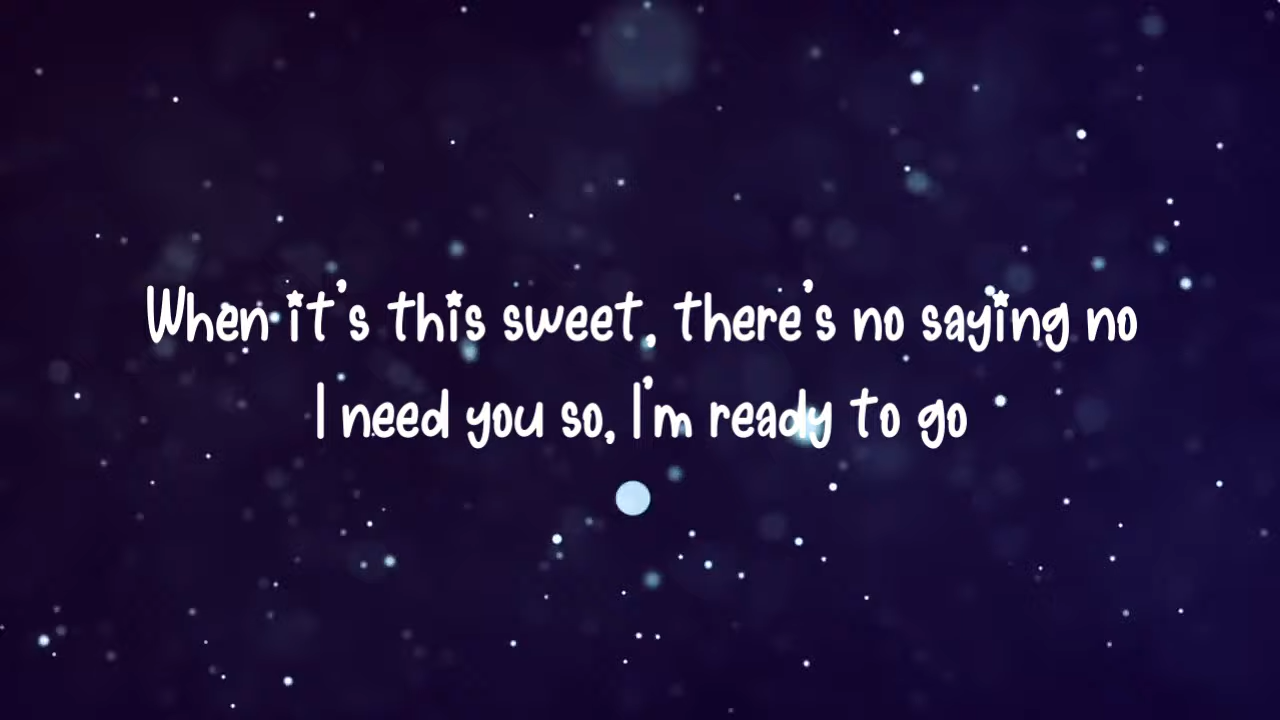 When it's this sweet, there's no saying no
I need you so, I'm ready to go